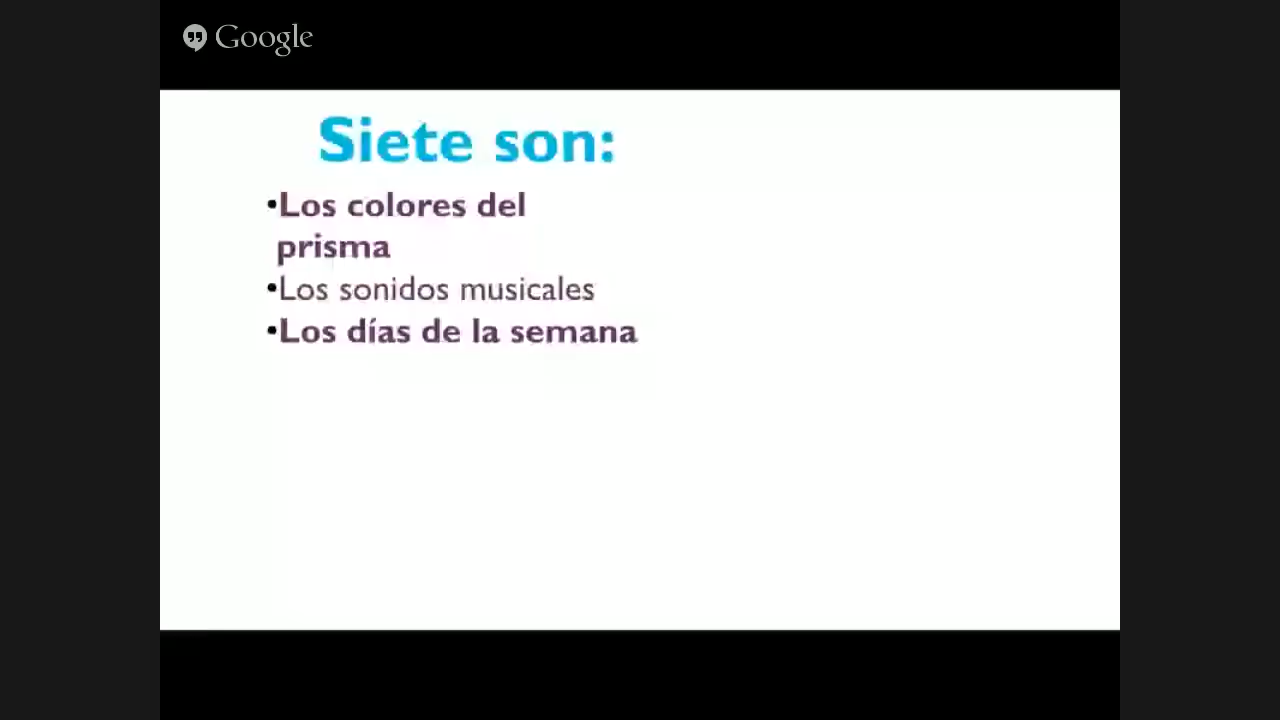 Google
Siete son:
•Los colores del
prisma
•Los sonidos musicales
•Los días de la semana